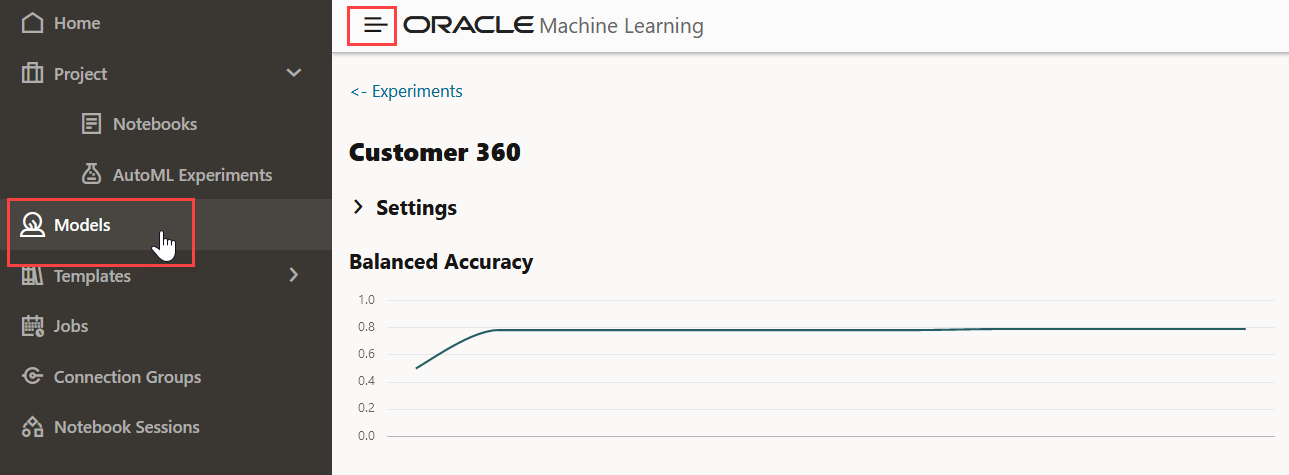 Home
Project
Notebooks
AutoML Experiments
Models
Templates
Jobs
Connection Groups
Notebook Sessions
ORACLE Machine Learning
<- Experiments
Customer 360
Settings
Balanced Accuracy
1.0
0.8
0.6
0.4
0.2
0.0